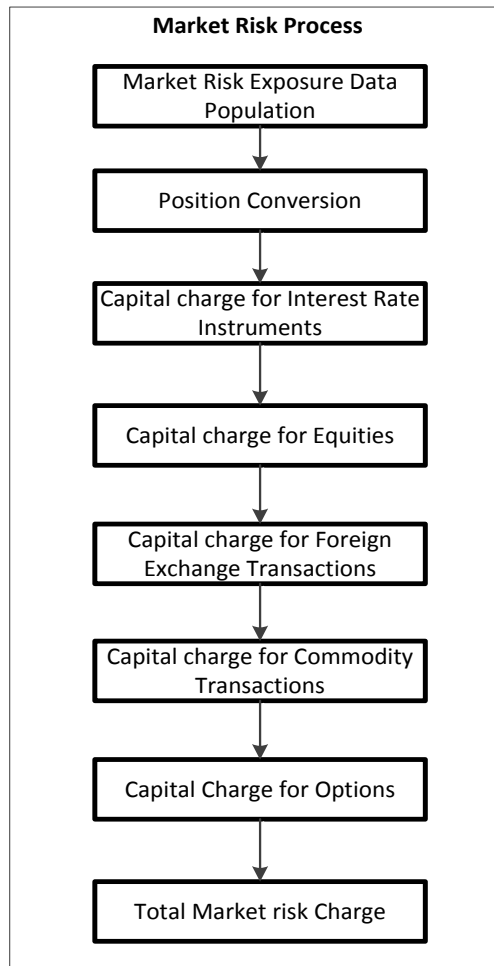 Market Risk Process
Market Risk Exposure Data
Population
Position Conversion
Capital charge for Interest Rate
Instruments
Capital charge for Equities
Capital charge for Foreign
Exchange Transactions
Capital charge for Commodity
Transactions
Capital Charge for Options
Total Market risk Charge